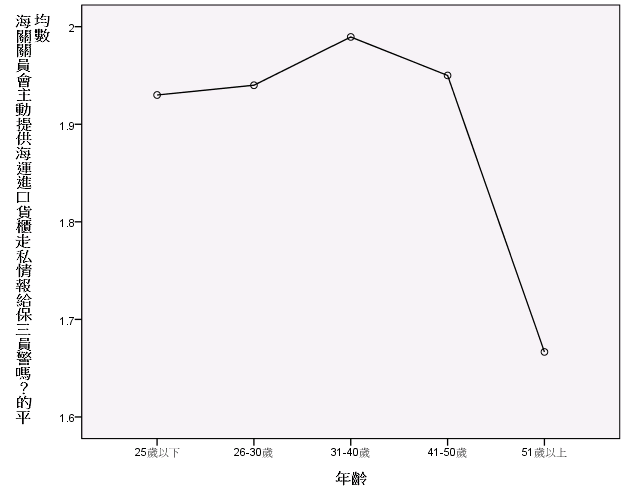 海關關員會主動提供海運進口貨櫃走私情報給保三員警嗎？的平
均數
2
1.9
1.8
1.7
1.6
25歲以下 26-30歲 31-40歲 41-50歲 51歲以上
年齡